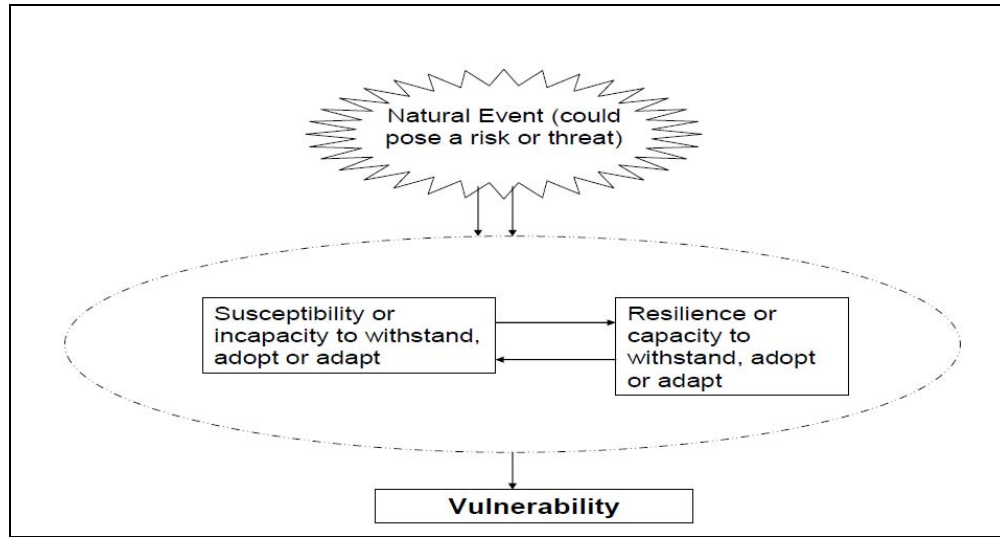 Natural Event (could
pose a risk or threat)
Susceptibility or
incapacity to withstand,
adopt or adapt
Resilience or
capacity to
withstand, adopt
or adapt
Vulnerability